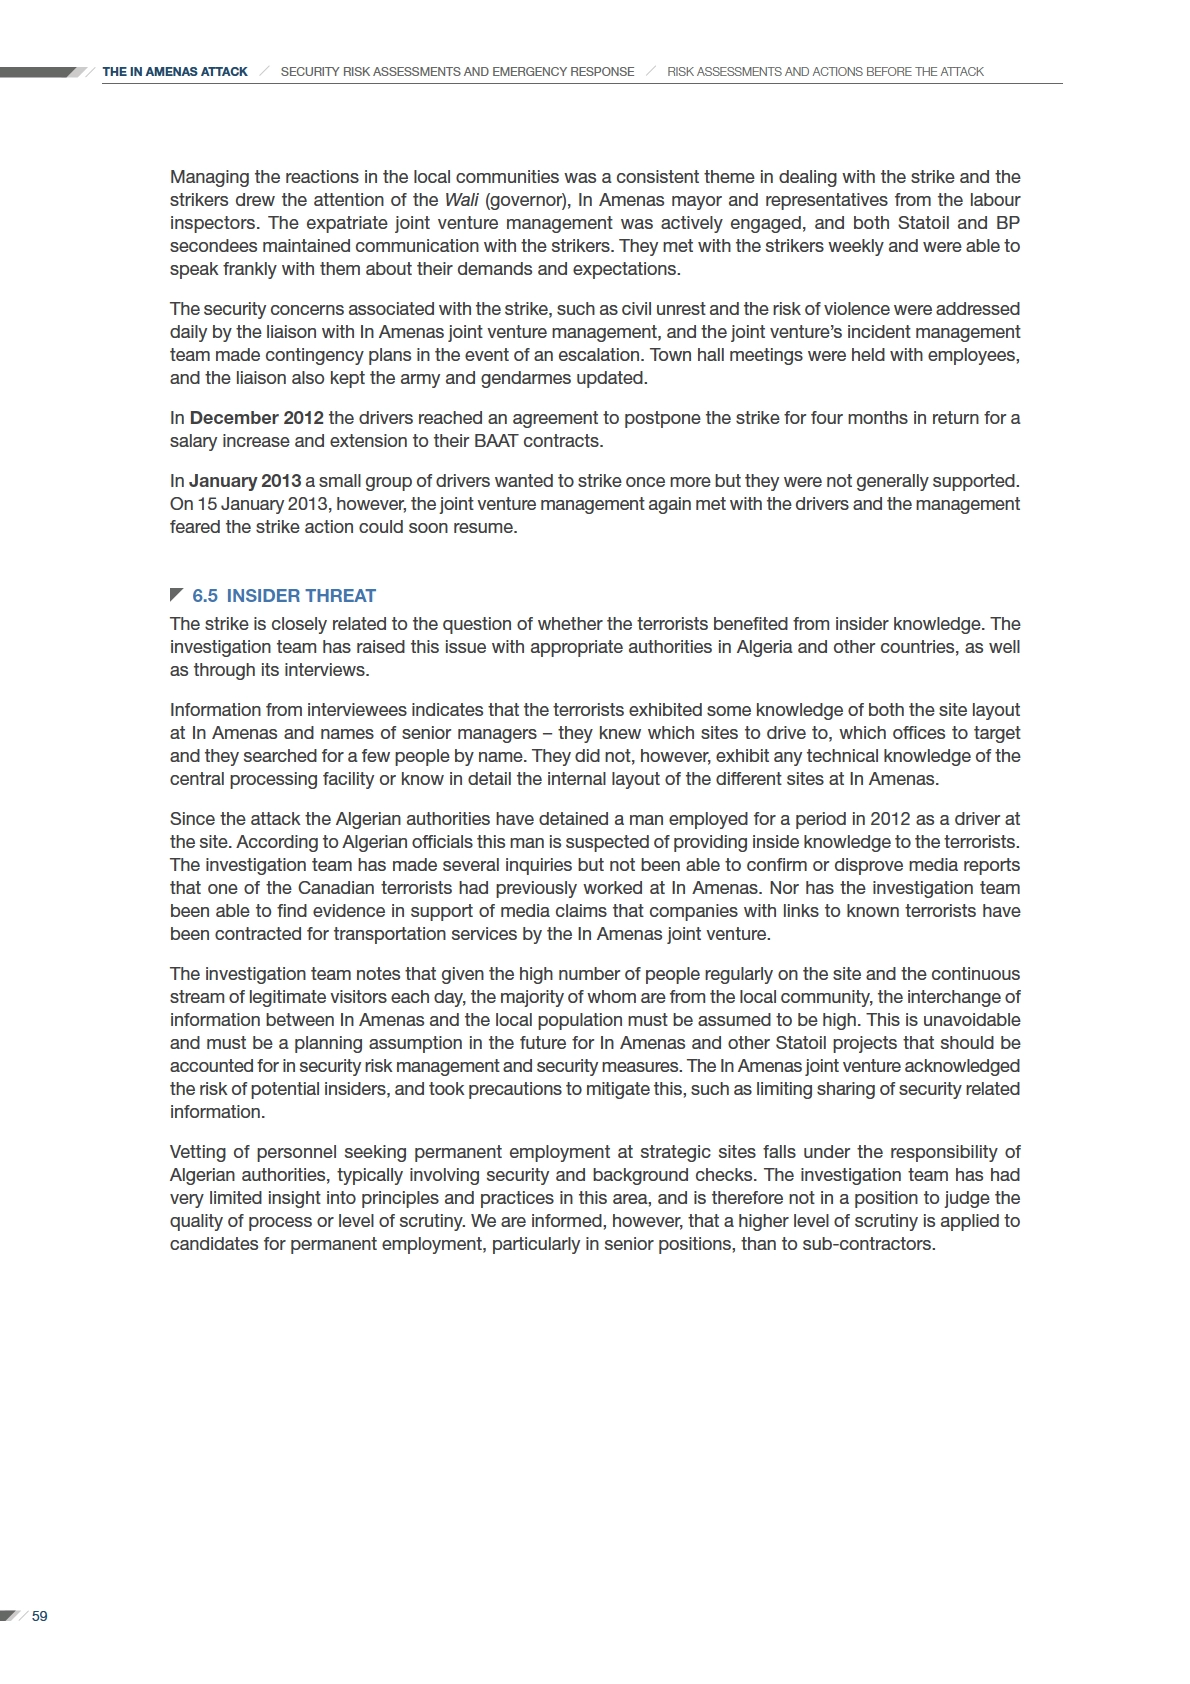 THE IN AMENAS ATTACK / SECURITY RISK ASSESSMENTS AND EMERGENCY RESPONSE / RISK ASSESSMENTS AND ACTIONS BEFORE THE ATTACK
Managing the reactions in the local communities was a consistent theme in dealing with the strike and the
strikers drew the attention of the Wali (governor), In Amenas mayor and representatives from the labour
inspectors. The expatriate joint venture management was actively engaged, and both Statoil and BP
secondees maintained communication with the strikers. They met with the strikers weekly and were able to
speak frankly with them about their demands and expectations.
The security concerns associated with the strike, such as civil unrest and the risk of violence were addressed
daily by the liaison with In Amenas joint venture management, and the joint venture’s incident management
team made contingency plans in the event of an escalation. Town hall meetings were held with employees,
and the liaison also kept the army and gendarmes updated.
In December 2012 the drivers reached an agreement to postpone the strike for four months in return for a
salary increase and extension to their BAAT contracts.
In January 2013 a small group of drivers wanted to strike once more but they were not generally supported.
On 15 January 2013, however, the joint venture management again met with the drivers and the management
feared the strike action could soon resume.
6.5 INSIDER THREAT
The strike is closely related to the question of whether the terrorists benefited from insider knowledge. The
investigation team has raised this issue with appropriate authorities in Algeria and other countries, as well
as through its interviews.
Information from interviewees indicates that the terrorists exhibited some knowledge of both the site layout
at In Amenas and names of senior managers – they knew which sites to drive to, which offices to target
and they searched for a few people by name. They did not, however, exhibit any technical knowledge of the
central processing facility or know in detail the internal layout of the different sites at In Amenas.
Since the attack the Algerian authorities have detained a man employed for a period in 2012 as a driver at
the site. According to Algerian officials this man is suspected of providing inside knowledge to the terrorists.
The investigation team has made several inquiries but not been able to confirm or disprove media reports
that one of the Canadian terrorists had previously worked at In Amenas. Nor has the investigation team
been able to find evidence in support of media claims that companies with links to known terrorists have
been contracted for transportation services by the In Amenas joint venture.
The investigation team notes that given the high number of people regularly on the site and the continuous
stream of legitimate visitors each day, the majority of whom are from the local community, the interchange of
information between In Amenas and the local population must be assumed to be high. This is unavoidable
and must be a planning assumption in the future for In Amenas and other Statoil projects that should be
accounted for in security risk management and security measures. The In Amenas joint venture acknowledged
the risk of potential insiders, and took precautions to mitigate this, such as limiting sharing of security related
information.
Vetting of personnel seeking permanent employment at strategic sites falls under the responsibility of
Algerian authorities, typically involving security and background checks. The investigation team has had
very limited insight into principles and practices in this area, and is therefore not in a position to judge the
quality of process or level of scrutiny. We are informed, however, that a higher level of scrutiny is applied to
candidates for permanent employment, particularly in senior positions, than to sub-contractors.
59